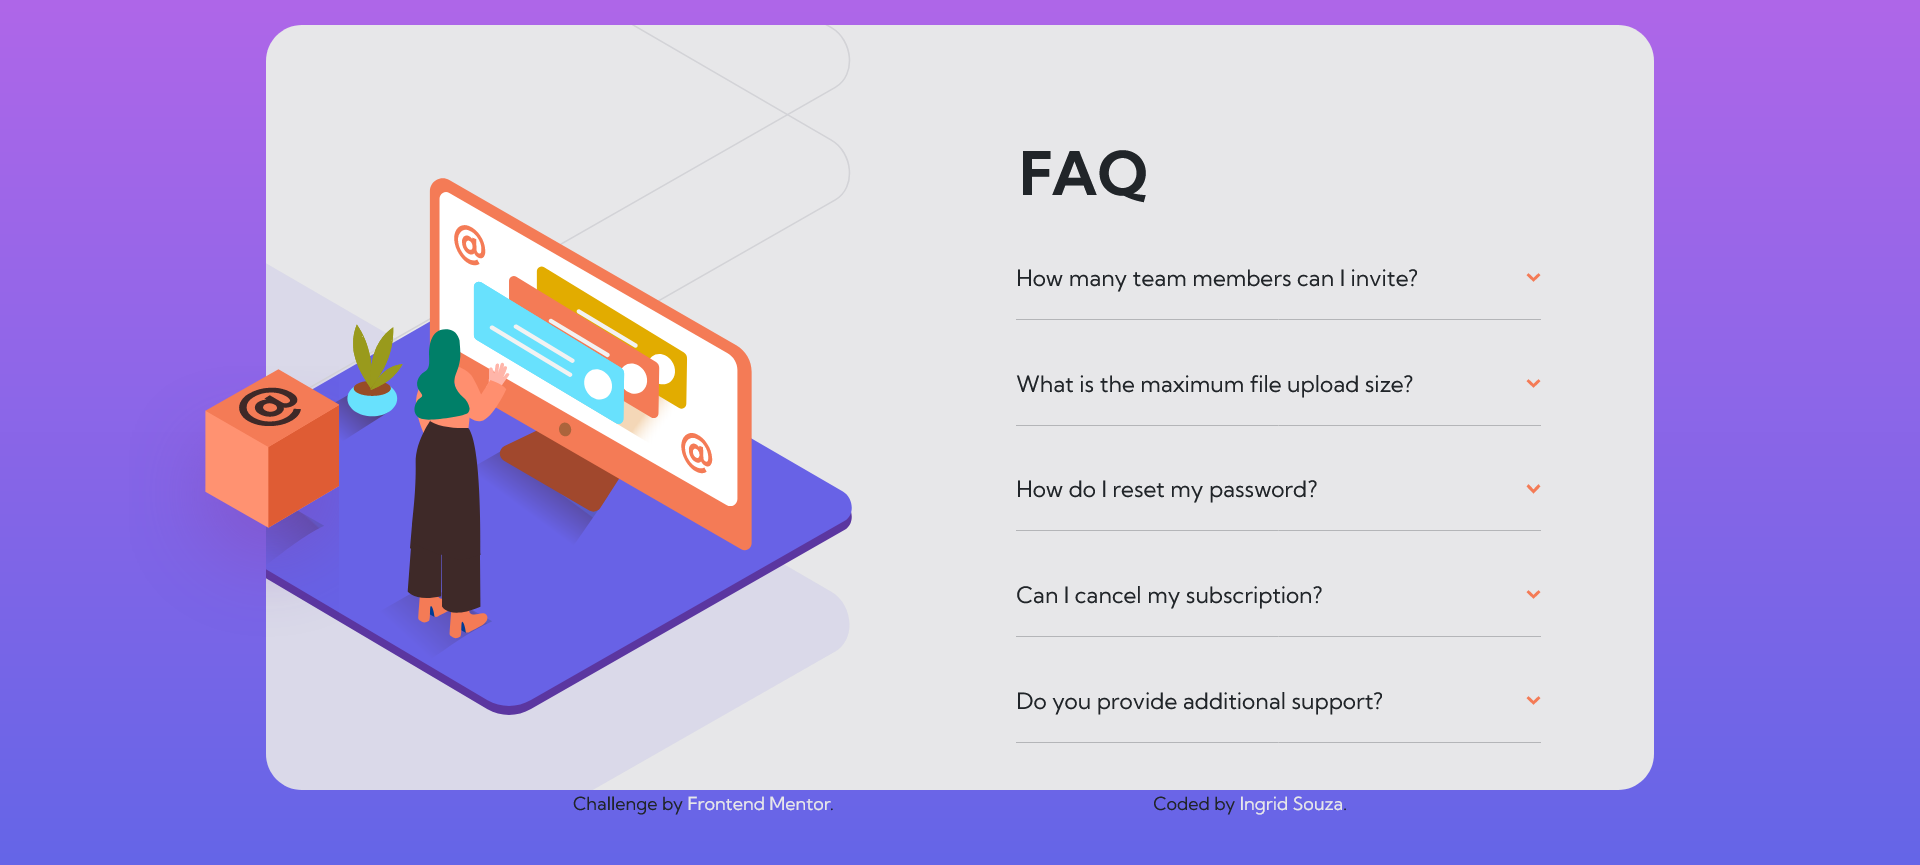 FAQ
How many team members can I invite?
What is the maximum file upload size?
How do I reset my password?
Can I cancel my subscription?
Do you provide additional support?
@
@
@
Challenge by Frontend Mentor.
Coded by Ingrid Souza.